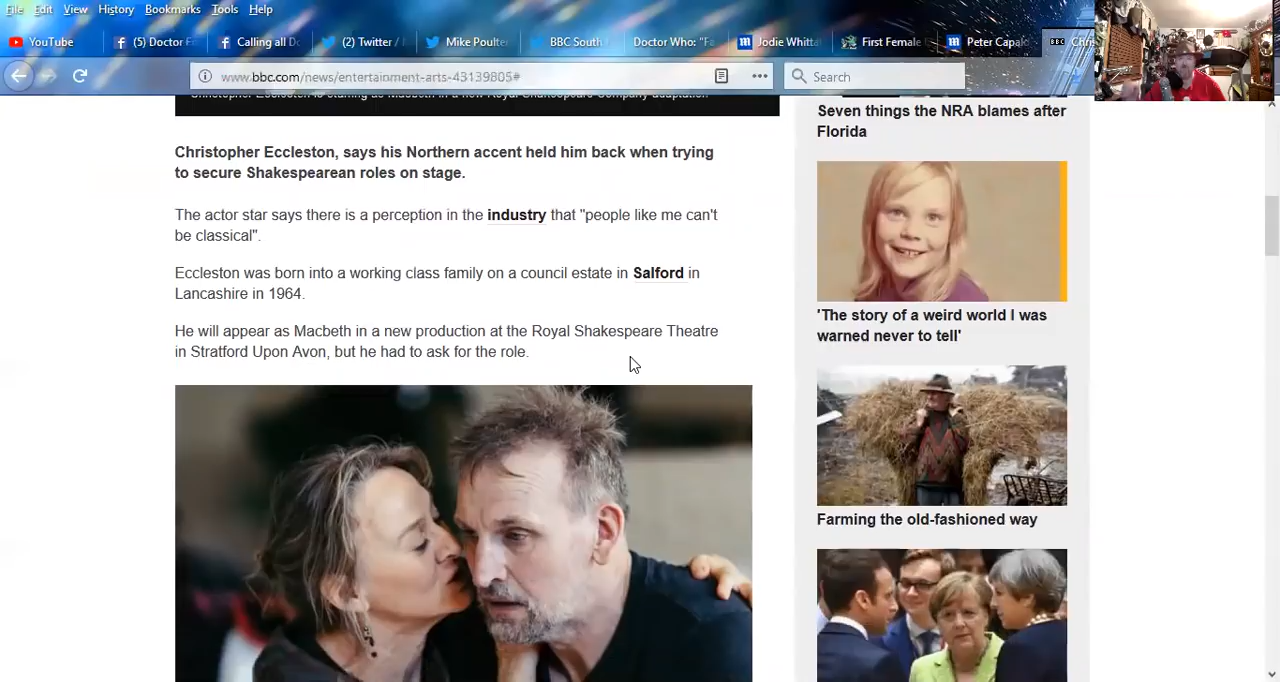 File Edit View History Bookmarks Tools Help
YouTube (5) Doctor (2) Twitter / Mike Poulte BBC South Doctor Who: "F Jodie Whitta First Female Peter Capal BBC
Calling all D
www.bbc.com/news/entertainment-arts-43139805# Search
Christopher Eccleston is starring as Macbeth in a new Royal Shakespeare Company adaptation
Christopher Eccleston, says his Northern accent held him back when trying
to secure Shakespearean roles on stage.
The actor star says there is a perception in the industry that "people like me can't
be classical".
Eccleston was born into a working class family on a council estate in Salford in
Lancashire in 1964.
He will appear as Macbeth in a new production at the Royal Shakespeare Theatre
in Stratford Upon Avon, but he had to ask for the role.
Seven things the NRA blames after
Florida
'The story of a weird world I was
warned never to tell'
Farming the old-fashioned way